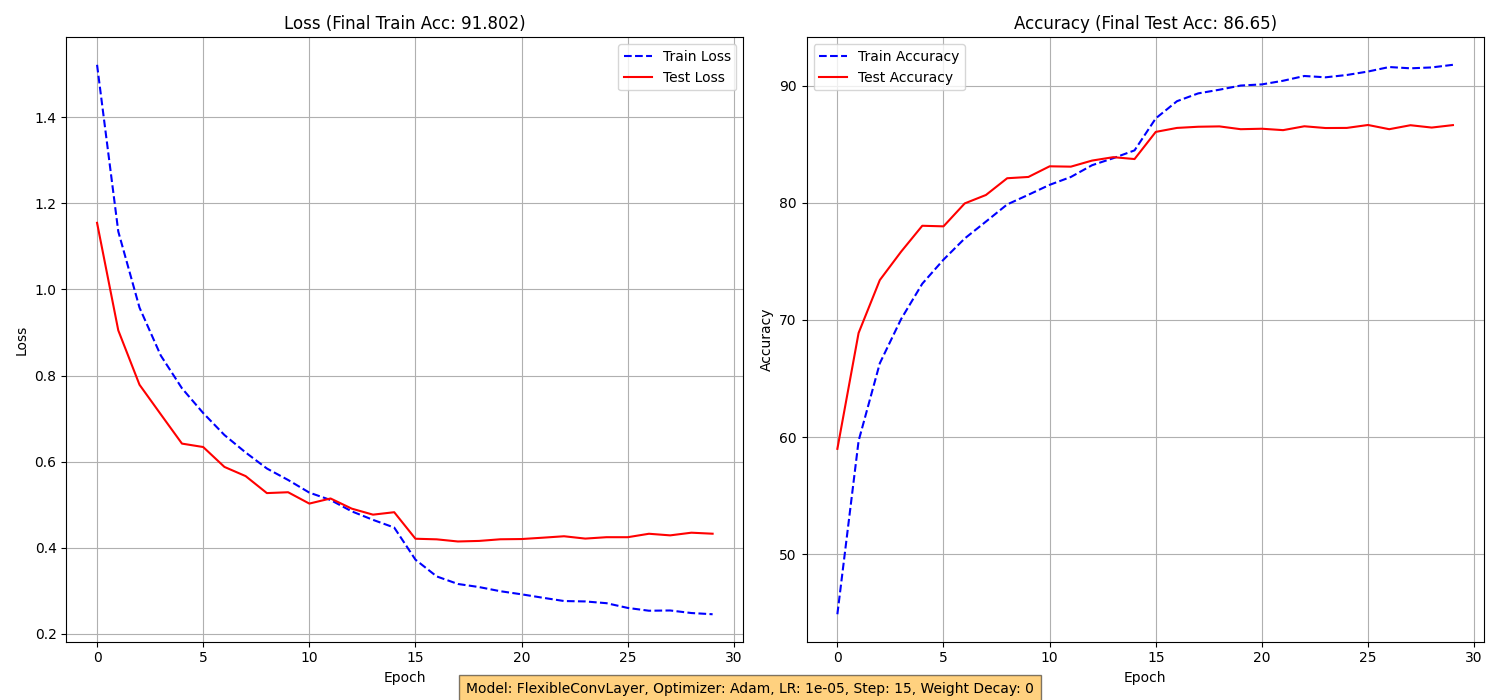 Loss (Final Train Acc: 91.802)
Train Loss
Test Loss
1.4
1.2
1.0
0.8
0.6
0.4
0.2
Loss
0 5 10 15 20 25 30
Epoch
Accuracy (Final Test Acc: 86.65)
Train Accuracy
Test Accuracy
90
80
70
60
50
Accuracy
0 5 10 15 20 25 30
Epoch
Model: FlexibleConvLayer, Optimizer: Adam, LR: 1e-05, Step: 15, Weight Decay: 0